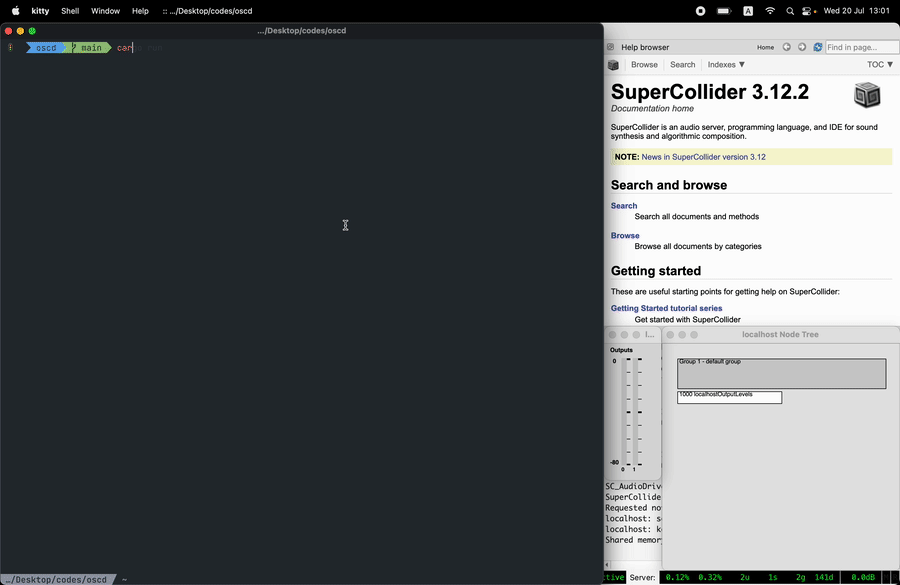 kitty Shell Window Help :: .../Desktop/codes/oscd
A Wed 20 Jul 13:01
.../Desktop/codes/oscd
oscd main car
.../Desktop/codes/oscd ~
Help browser Home Find in page...
Browse Search Indexes ▼ TOC ▼
SuperCollider 3.12.2
Documentation home
SuperCollider is an audio server, programming language, and IDE for sound
synthesis and algorithmic composition.
NOTE: News in SuperCollider version 3.12
Search and browse
Search
Search all documents and methods
Browse
Browse all documents by categories
Getting started
These are useful starting points for getting help on SuperCollider:
Getting Started tutorial series
Get started with SuperCollider
l...
localhost Node Tree
Outputs
0
-80
0 1
Group 1 - default group
1000 localhostOutputLevels
SC_AudioDriv
SuperCollide
Requested no
localhost: s
localhost: k
Shared memor
ctive Server: 0.12% 0.32% 2u 1s 2g 141d 0.0dB